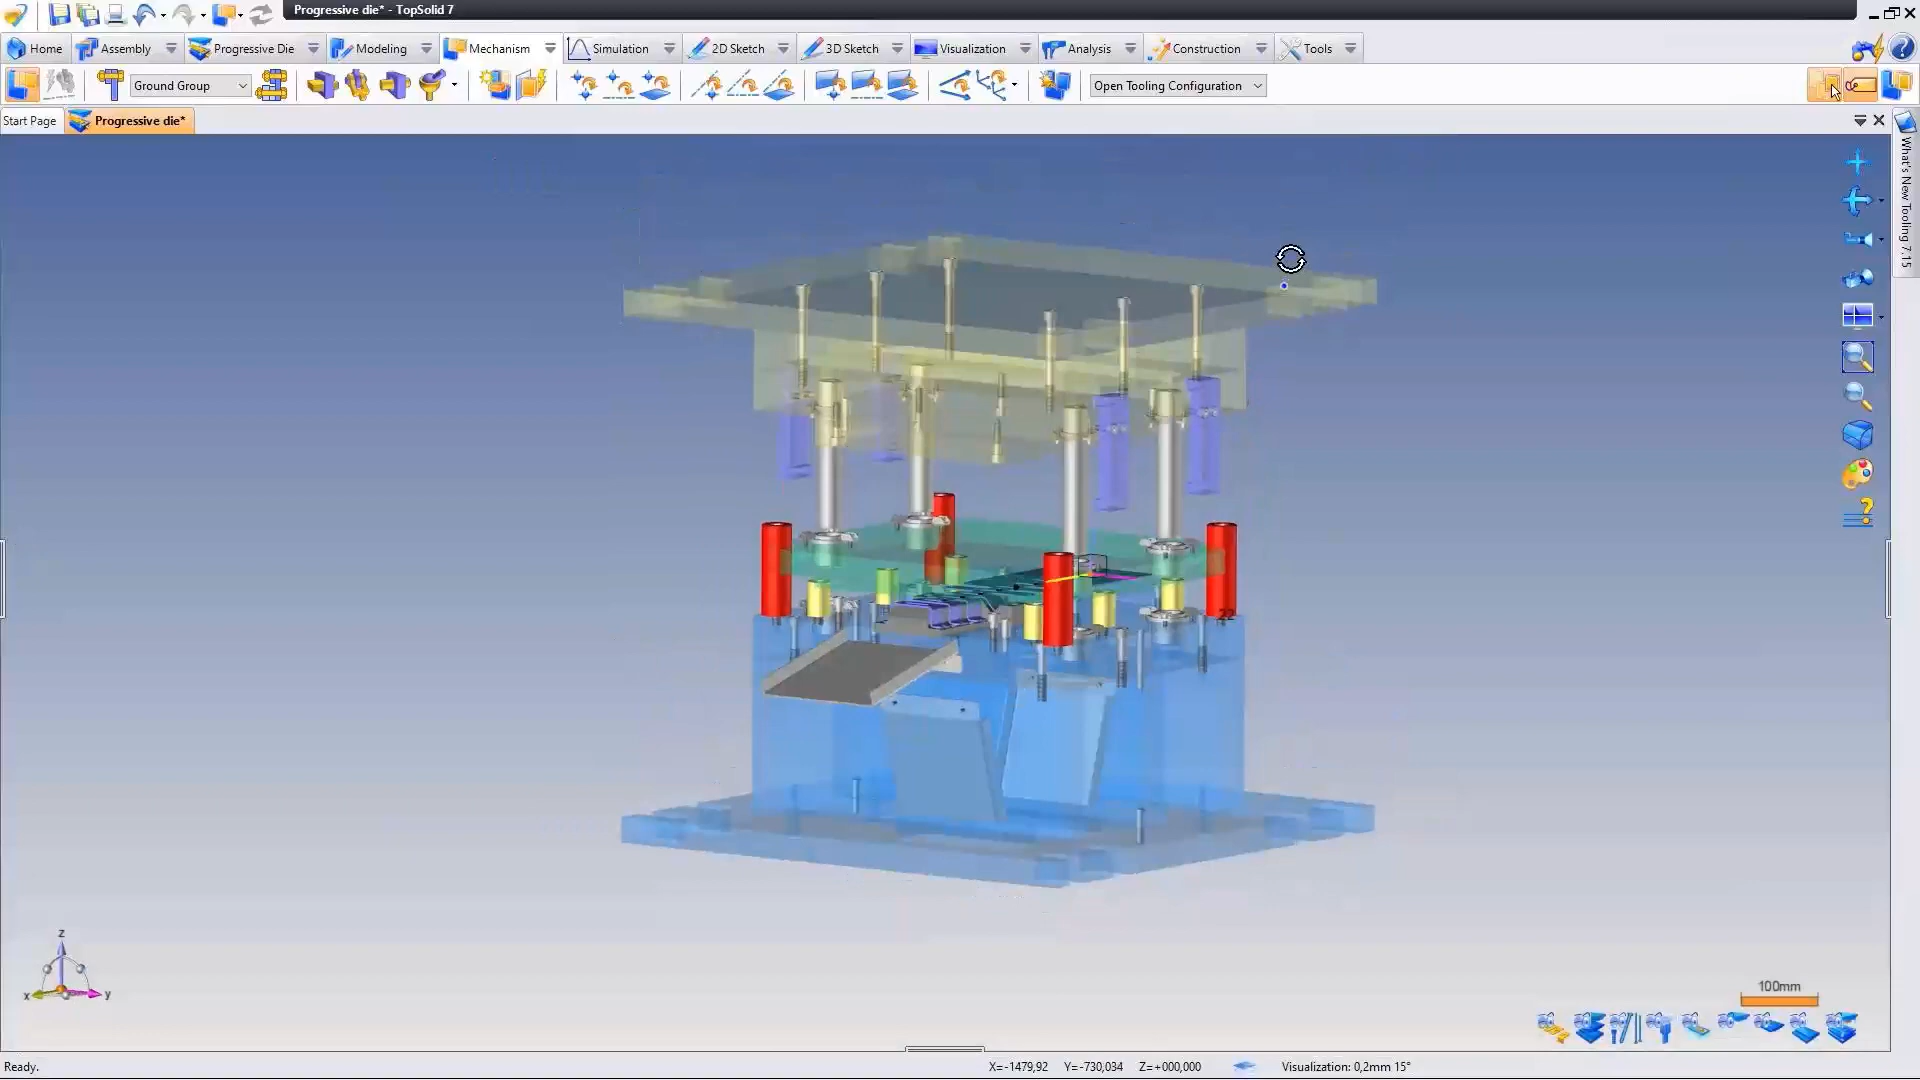 Progressive die* - TopSolid 7
Home Assembly Progressive Die Modeling Mechanism Simulation 2D Sketch 3D Sketch Visualization Analysis Construction Tools
Ground Group Open Tooling Configuration
Start Page Progressive die*
What's New Tooling 7.15
22
z
x y
100mm
Ready. X=-1479,92 Y=-730,034 Z=+000,000 Visualization: 0,2mm 15°